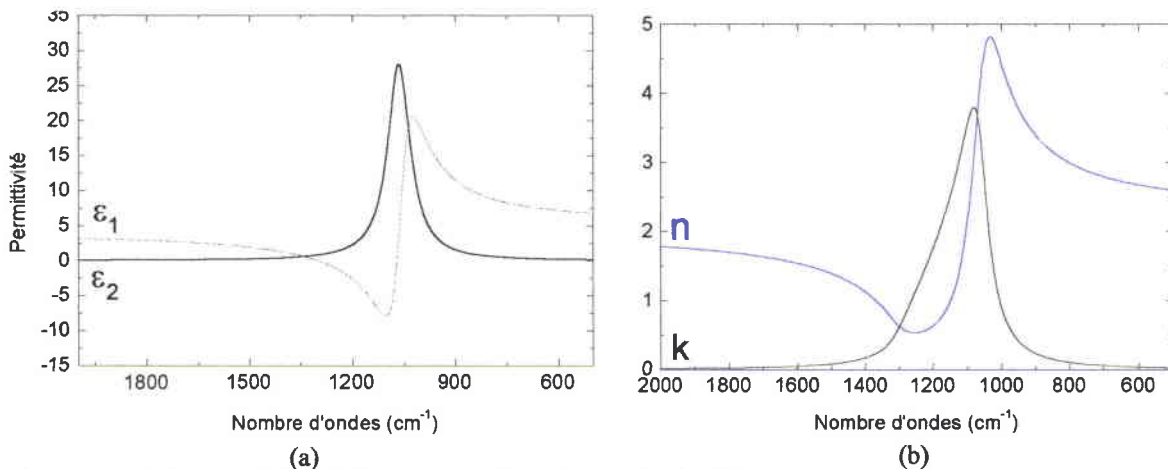 35
30
25
20
15
10
5
0
-5
-10
-15
Permittivité
ε1
ε2
1800 1500 1200 900 600
Nombre d'ondes (cm-1)
(a)
5
4
3
2
1
0
n
k
2000 1800 1600 1400 1200 1000 800 600
Nombre d'ondes (cm-1)
(b)